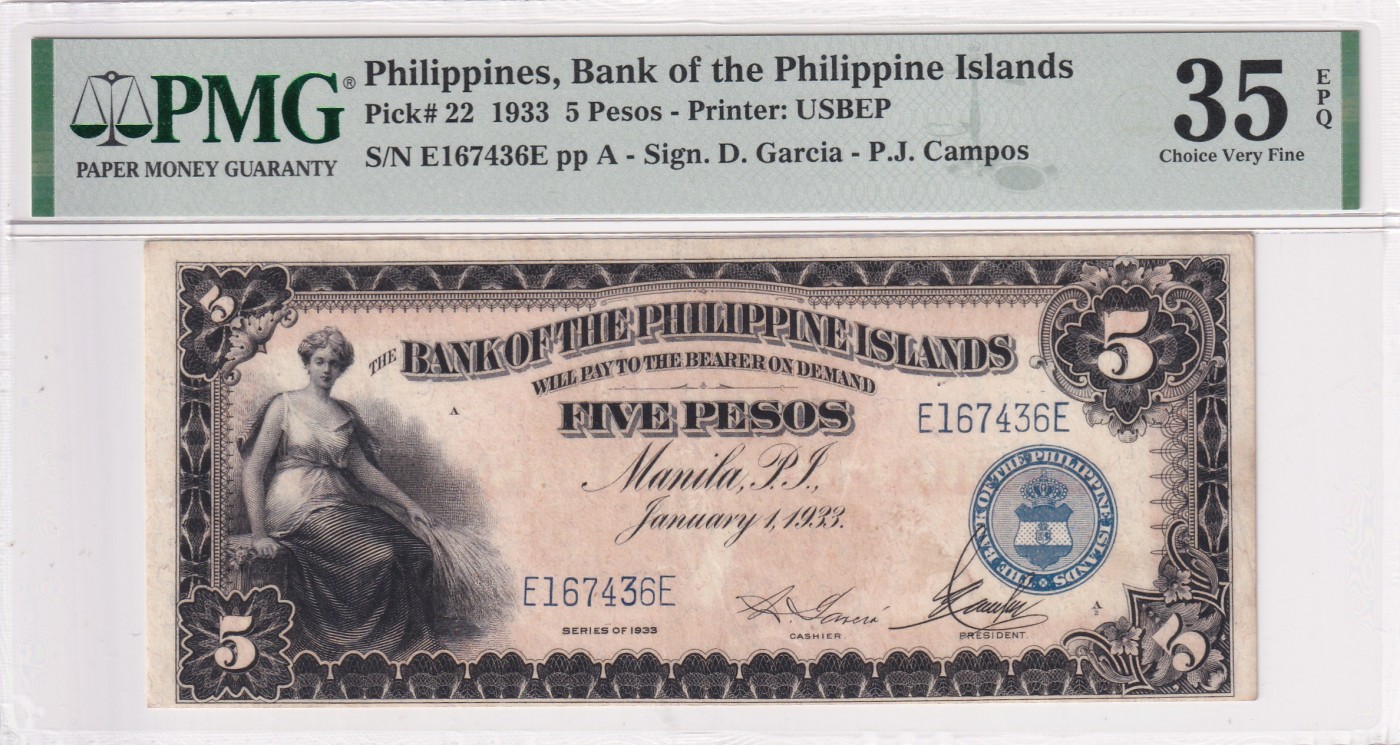 PMG®
PAPER MONEY GUARANTY
Philippines, Bank of the Philippine Islands
Pick# 22 1933 5 Pesos - Printer: USBEP
S/N E167436E pp A - Sign. D. Garcia - P.J. Campos
35
EPQ
Choice Very Fine
5
5
THE BANK OF THE PHILIPPINE ISLANDS
WILL PAY TO THE BEARER ON DEMAND
A
FIVE PESOS
E167436E
Manila, P.I.,
January 1, 1933.
THE BANK OF THE PHILIPPINE ISLANDS
E167436E
SERIES OF 1933
CASHIER
PRESIDENT.
A
2
5
5